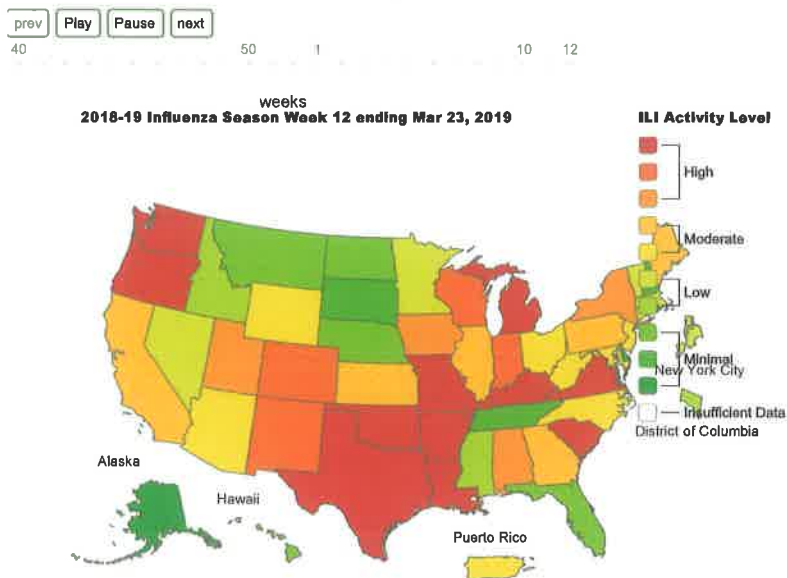 prev Play Pause next
40 50 1 10 12
weeks
2018-19 Influenza Season Week 12 ending Mar 23, 2019
ILI Activity Level
High
Moderate
Low
Minimal
New York City
Insufficient Data
District of Columbia
Alaska
Hawaii
Puerto Rico